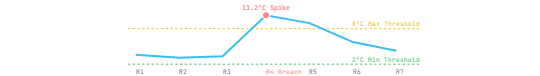 11.2°C Spike
8°C Max Threshold
2°C Min Threshold
R1 R2 R3 R4 Breach R5 R6 R7